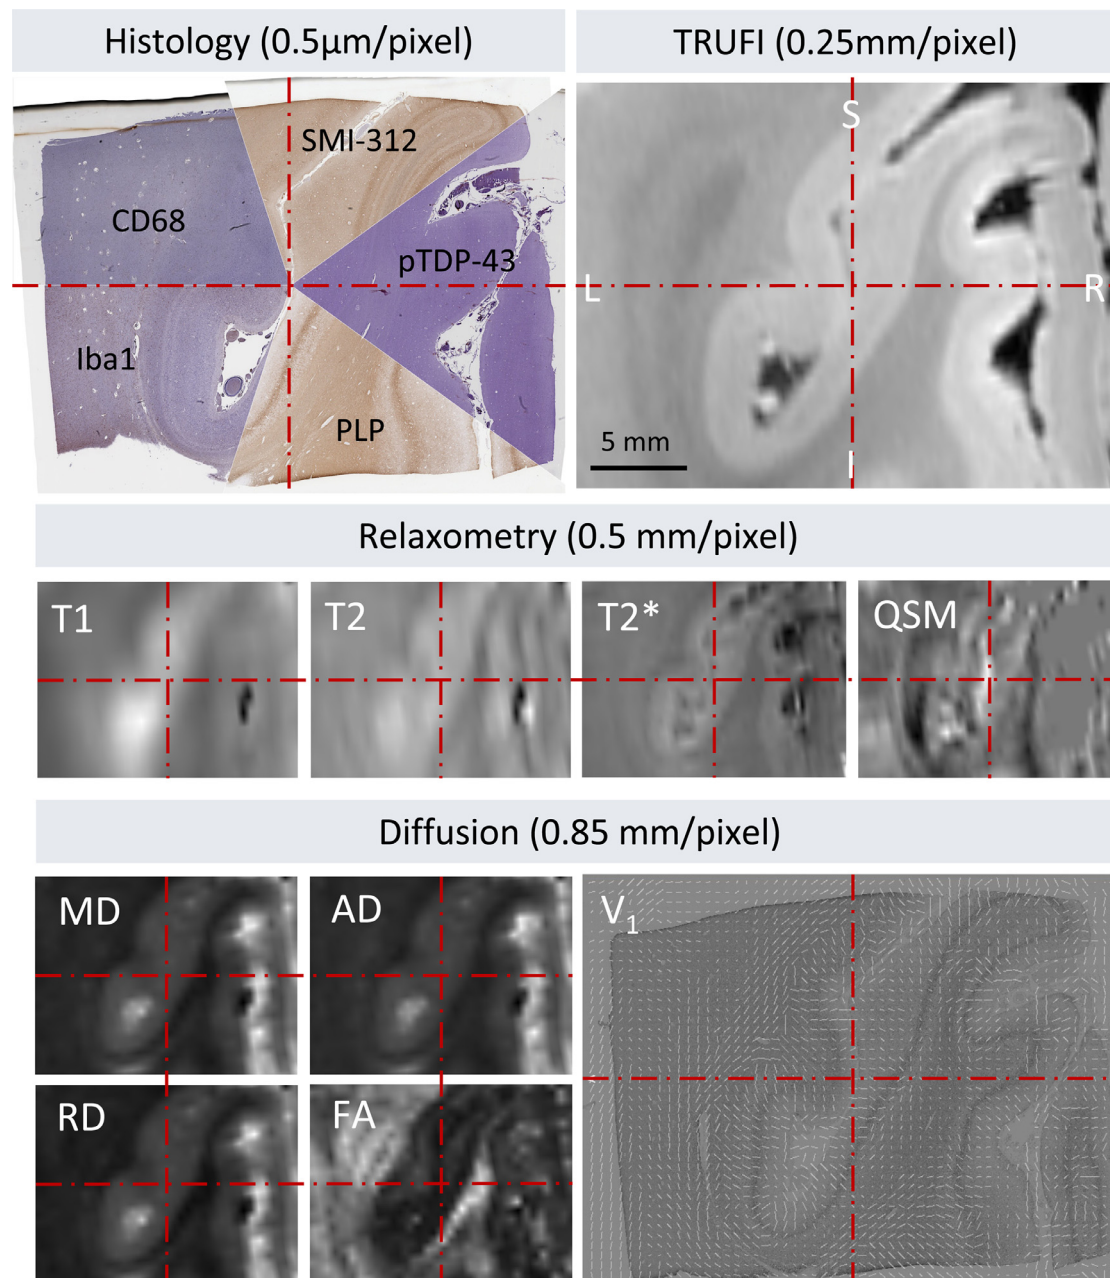 Histology (0.5µm/pixel)
TRUFI (0.25mm/pixel)
SMI-312
CD68
pTDP-43
Iba1
PLP
S
L
R
I
5 mm
Relaxometry (0.5 mm/pixel)
T1
T2
T2*
QSM
Diffusion (0.85 mm/pixel)
MD
AD
V1
RD
FA